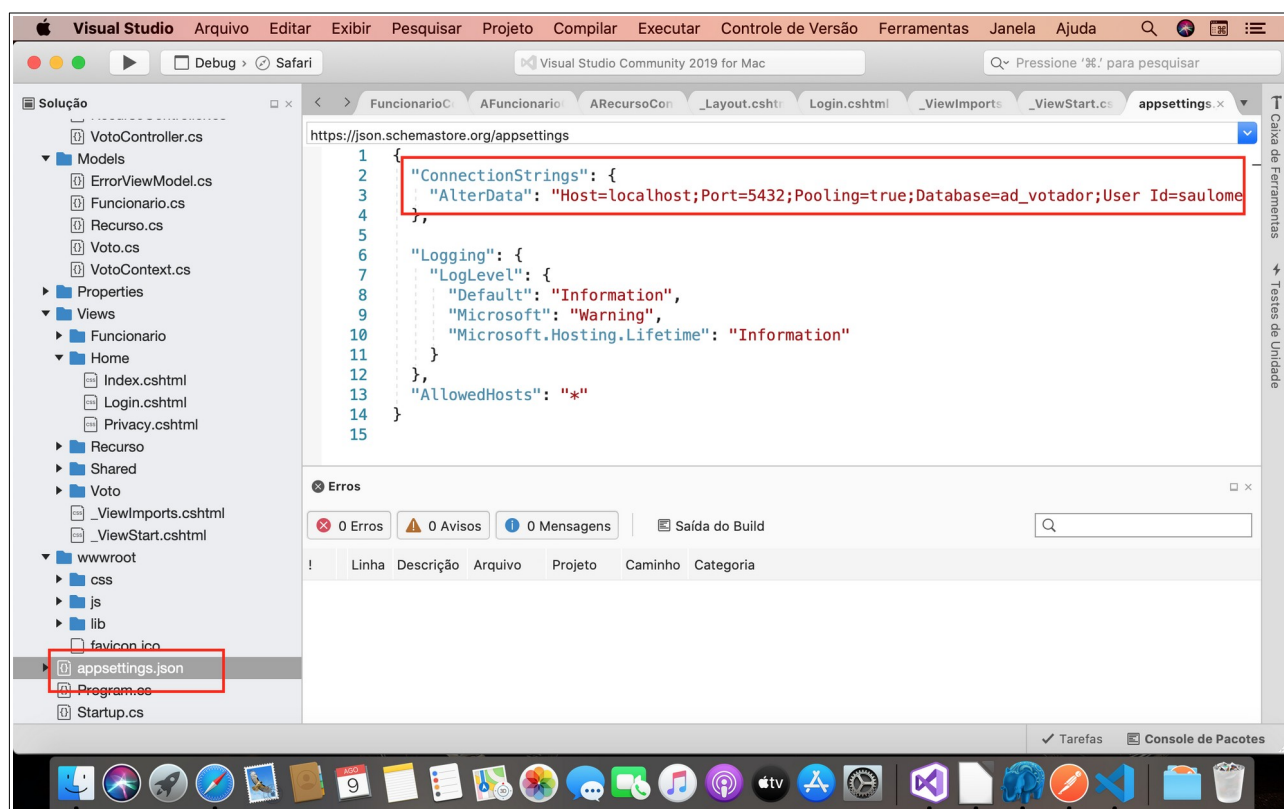 Visual Studio Arquivo Editar Exibir Pesquisar Projeto Compilar Executar Controle de Versão Ferramentas Janela Ajuda
Debug › Safari
Visual Studio Community 2019 for Mac
Pressione '⌘.' para pesquisar
Solução
VotoController.cs
Models
ErrorViewModel.cs
Funcionario.cs
Recurso.cs
Voto.cs
VotoContext.cs
Properties
Views
Funcionario
Home
Index.cshtml
Login.cshtml
Privacy.cshtml
Recurso
Shared
Voto
_ViewImports.cshtml
_ViewStart.cshtml
wwwroot
css
js
lib
favicon.ico
appsettings.json
Program.cs
Startup.cs
FuncionarioC AFuncionario ARecursoCon _Layout.csht Login.cshtml _ViewImports _ViewStart.cs appsettings.
https://json.schemastore.org/appsettings
1 {
2 "ConnectionStrings": {
3 "AlterData": "Host=localhost;Port=5432;Pooling=true;Database=ad_votador;User Id=saulome
4 },
5
6 "Logging": {
7 "LogLevel": {
8 "Default": "Information",
9 "Microsoft": "Warning",
10 "Microsoft.Hosting.Lifetime": "Information"
11 }
12 },
13 "AllowedHosts": "*"
14 }
15
Erros
0 Erros 0 Avisos 0 Mensagens Saída do Build
! Linha Descrição Arquivo Projeto Caminho Categoria
Caixa de Ferramentas
Testes de Unidade
Tarefas Console de Pacotes
AGO
9
tv